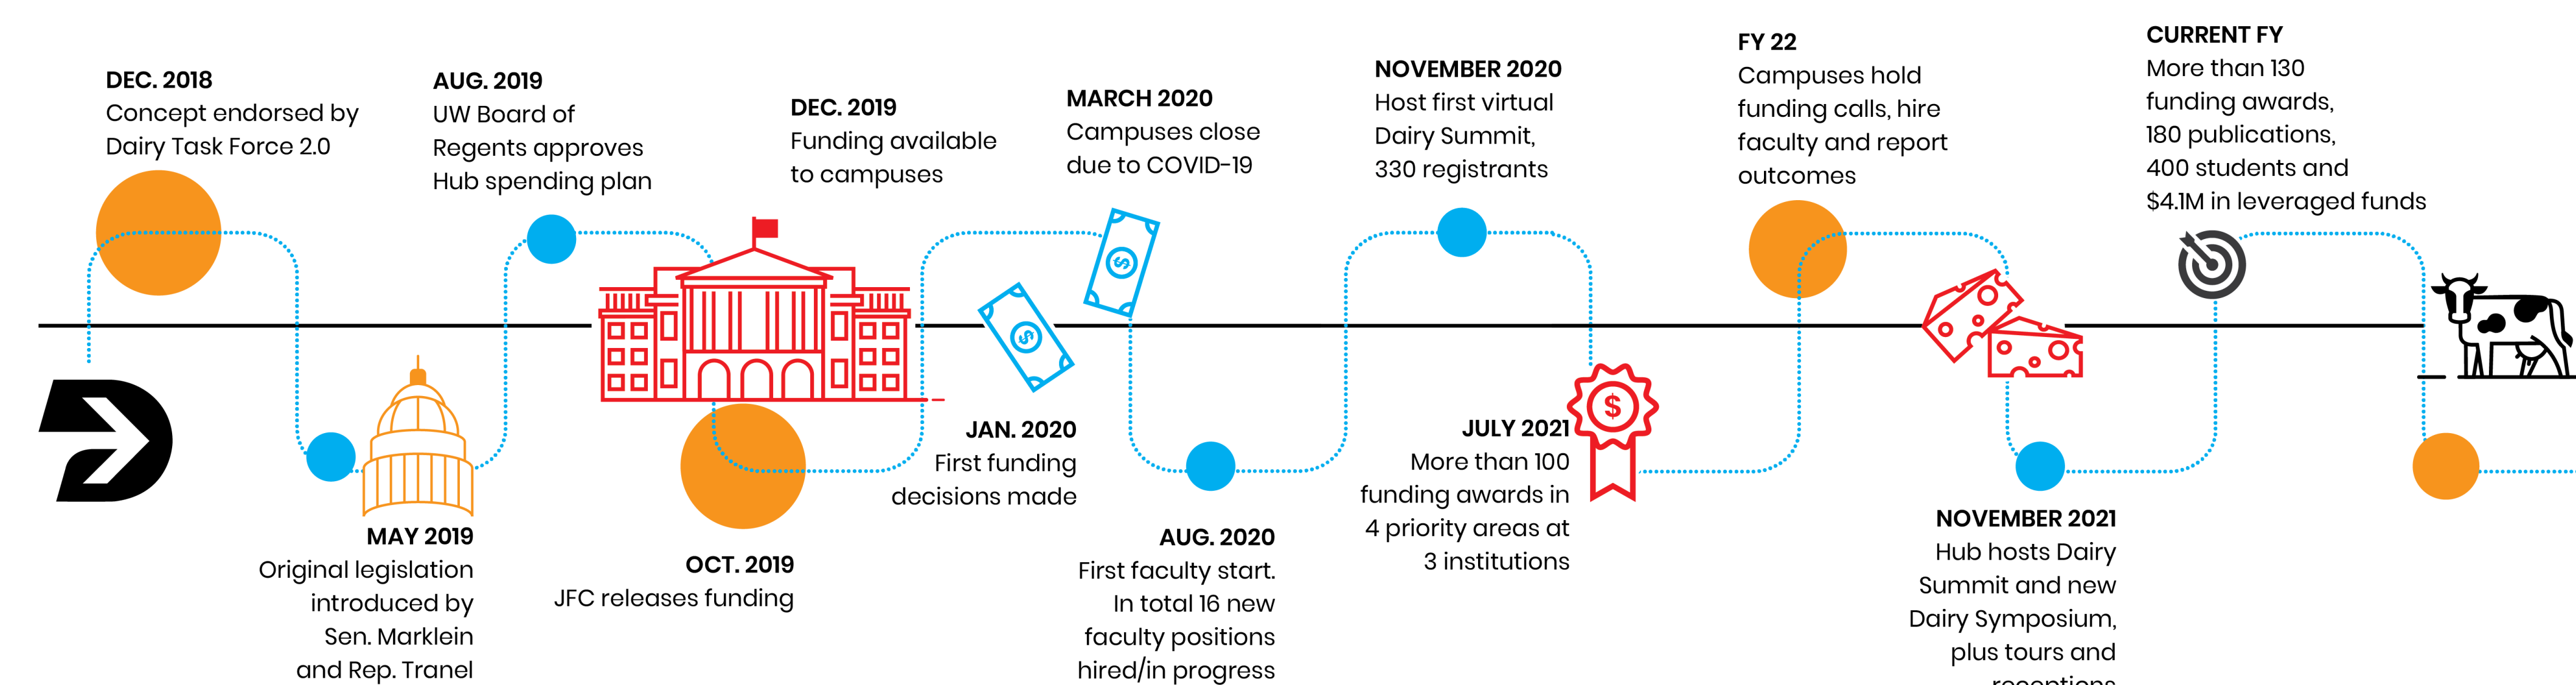 DEC. 2018
Concept endorsed by
Dairy Task Force 2.0
MAY 2019
Original legislation
introduced by
Sen. Marklein
and Rep. Tranel
AUG. 2019
UW Board of
Regents approves
Hub spending plan
OCT. 2019
JFC releases funding
DEC. 2019
Funding available
to campuses
JAN. 2020
First funding
decisions made
MARCH 2020
Campuses close
due to COVID-19
AUG. 2020
First faculty start.
In total 16 new
faculty positions
hired/in progress
NOVEMBER 2020
Host first virtual
Dairy Summit,
330 registrants
JULY 2021
More than 100
funding awards in
4 priority areas at
3 institutions
$
$
$
FY 22
Campuses hold
funding calls, hire
faculty and report
outcomes
NOVEMBER 2021
Hub hosts Dairy
Summit and new
Dairy Symposium,
plus tours and
CURRENT FY
More than 130
funding awards,
180 publications,
400 students and
$4.1M in leveraged funds